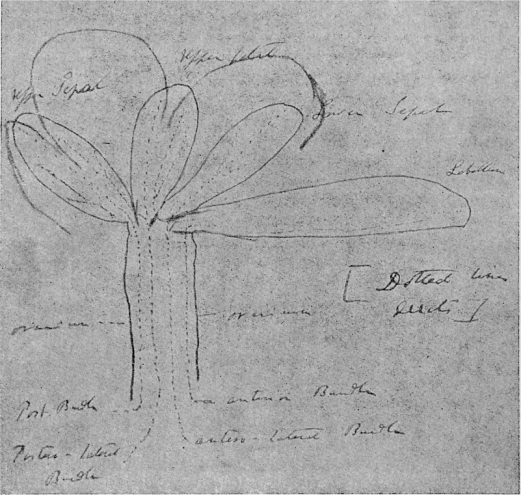 Upper petal
Upper Sepal
Lower Sepal
Labellum
[Dotted lines
ducts]
ovarium
ovarium
Post. Bundle
anterior Bundle
antero-lateral Bundle
Postero-lateral
Bundle